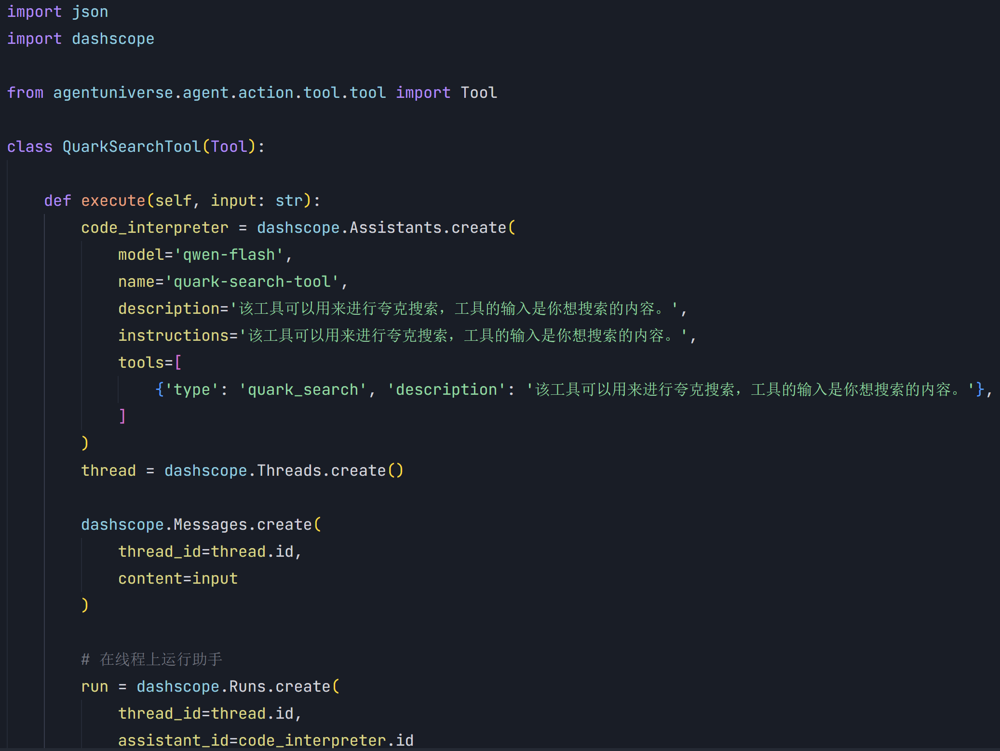 import json
import dashscope
from agentuniverse.agent.action.tool.tool import Tool
class QuarkSearchTool(Tool):
def execute(self, input: str):
code_interpreter = dashscope.Assistants.create(
model='qwen-flash',
name='quark-search-tool',
description='该工具可以用来进行夸克搜索，工具的输入是你想搜索的内容。',
instructions='该工具可以用来进行夸克搜索，工具的输入是你想搜索的内容。',
tools=[
{'type': 'quark_search', 'description': '该工具可以用来进行夸克搜索，工具的输入是你想搜索的内容。'},
]
)
thread = dashscope.Threads.create()
dashscope.Messages.create(
thread_id=thread.id,
content=input
)
# 在线程上运行助手
run = dashscope.Runs.create(
thread_id=thread.id,
assistant_id=code_interpreter.id